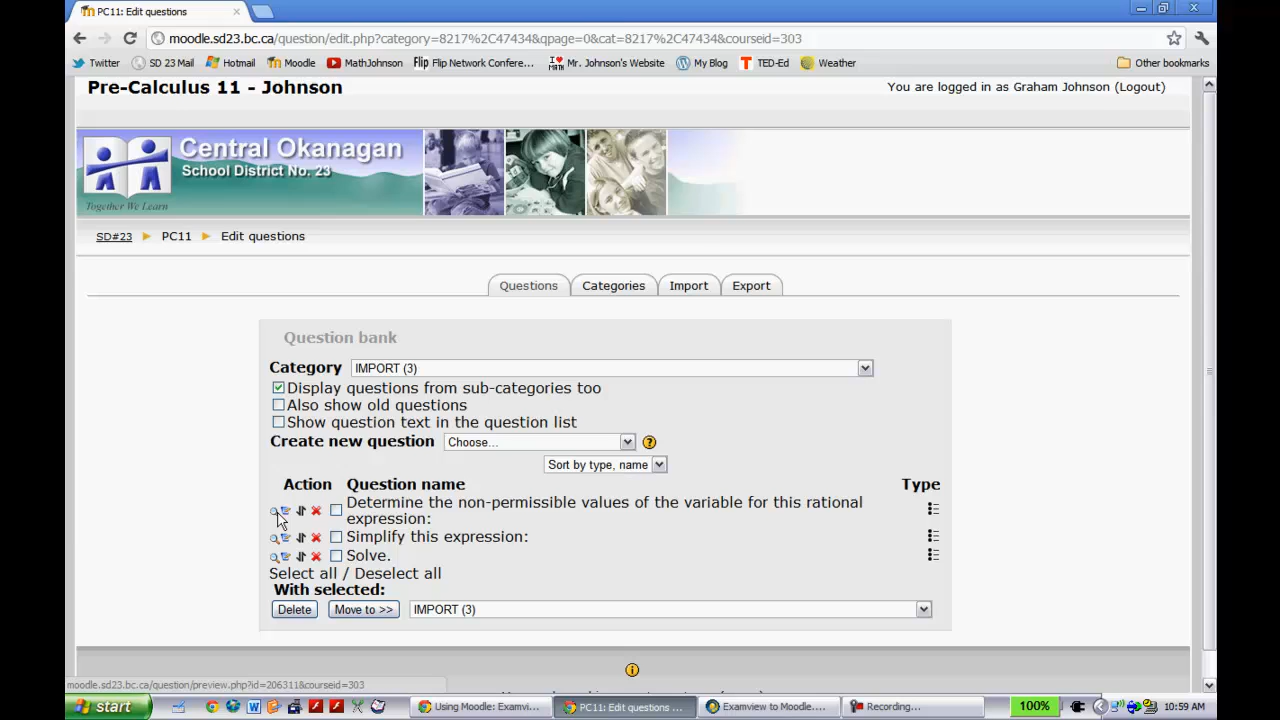 PC11: Edit questions
moodle.sd23.bc.ca/question/edit.php?category=8217%2C47434&qpage=0&cat=8217%2C47434&courseid=303
Twitter SD 23 Mail Hotmail Moodle MathJohnson Flip Network Confere... Mr. Johnson's Website My Blog TED-Ed Weather Other bookmarks
Pre-Calculus 11 - Johnson You are logged in as Graham Johnson (Logout)
Central Okanagan
School District No. 23
Together We Learn
SD#23 PC11 Edit questions
Questions Categories Import Export
Question bank
Category IMPORT (3)
Display questions from sub-categories too
Also show old questions
Show question text in the question list
Create new question Choose... ?
Sort by type, name
Action Question name Type
Determine the non-permissible values of the variable for this rational
expression:
Simplify this expression:
Solve.
Select all / Deselect all
With selected:
Delete Move to >> IMPORT (3)
moodle.sd23.bc.ca/question/preview.php?id=206311&courseid=303
start Using Moodle: Examvi... PC11: Edit questions ... Examview to Moodle.... Recording... 100% 10:59 AM